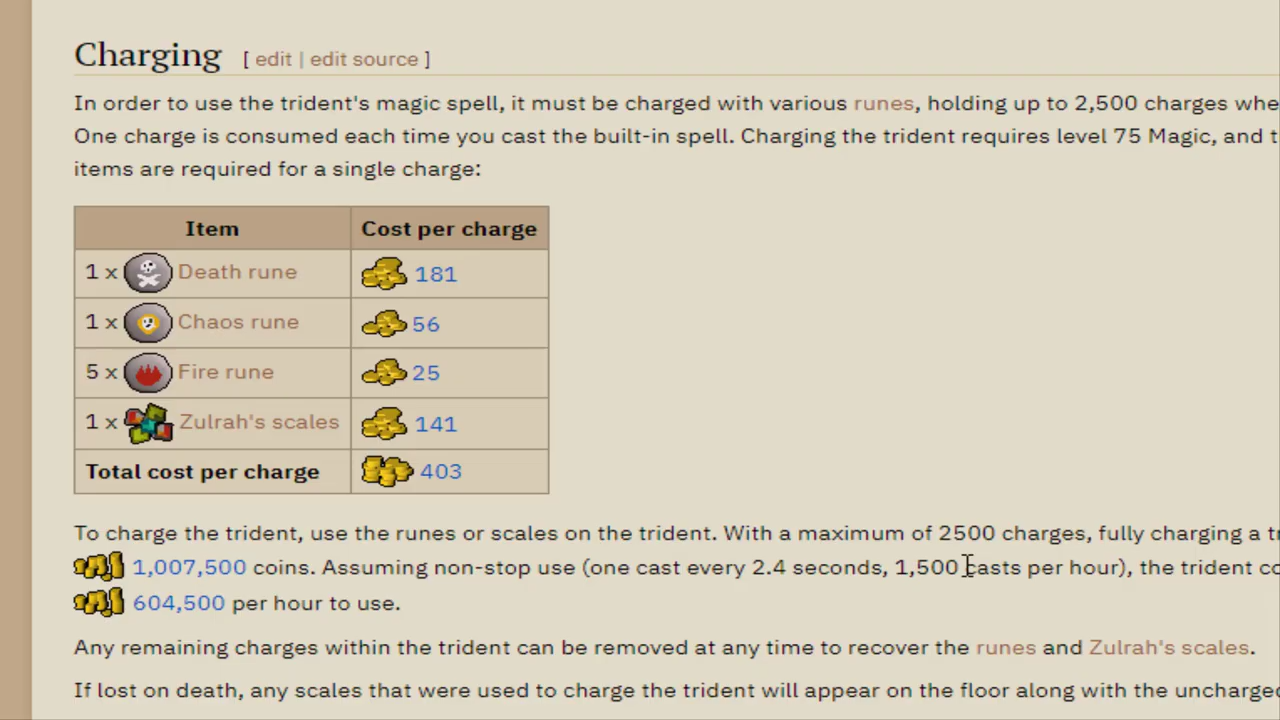 Charging [ edit | edit source ]
In order to use the trident's magic spell, it must be charged with various runes, holding up to 2,500 charges
One charge is consumed each time you cast the built-in spell. Charging the trident requires level 75 Magic, and
items are required for a single charge:
Item Cost per charge
1 x Death rune 181
1 x Chaos rune 56
5 x Fire rune 25
1 x Zulrah's scales 141
Total cost per charge 403
To charge the trident, use the runes or scales on the trident. With a maximum of 2500 charges, fully charging a
1,007,500 coins. Assuming non-stop use (one cast every 2.4 seconds, 1,500 casts per hour), the trident
604,500 per hour to use.
Any remaining charges within the trident can be removed at any time to recover the runes and Zulrah's scales.
If lost on death, any scales that were used to charge the trident will appear on the floor along with the uncharged